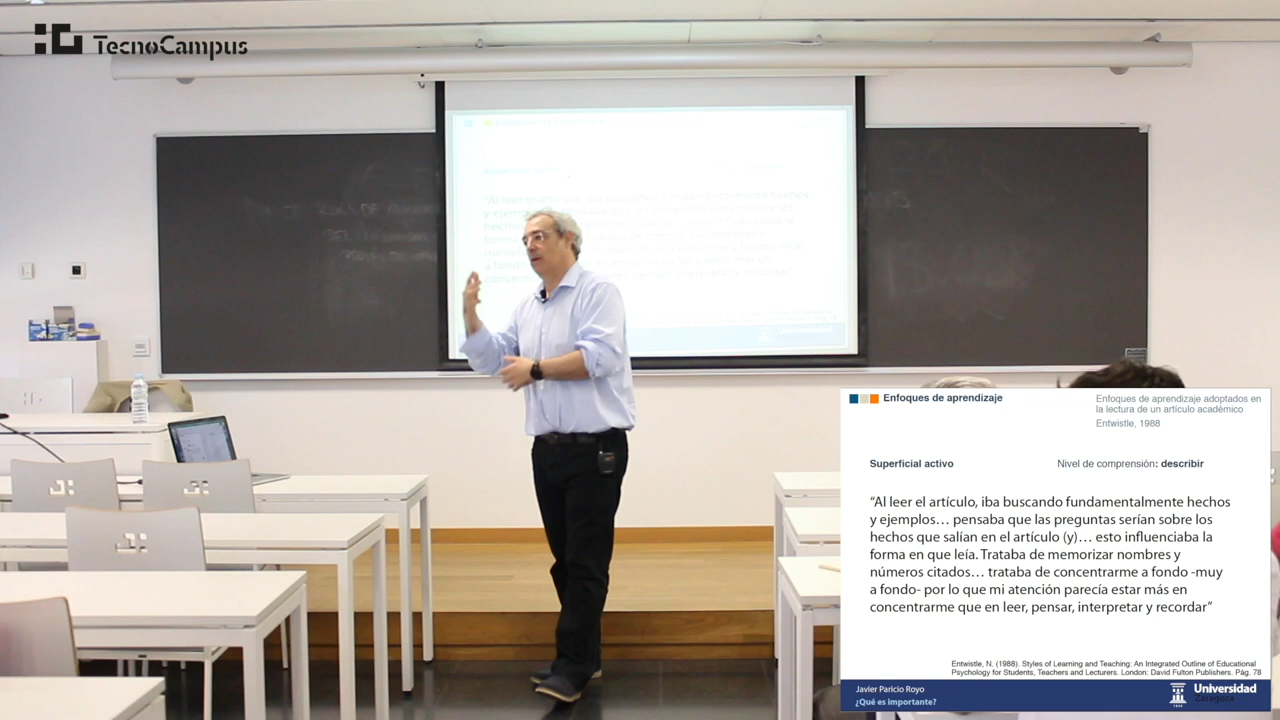 TecnoCampus
Enfoques de aprendizaje
Enfoques de aprendizaje adoptados en
la lectura de un artículo académico
Entwistle, 1988
Superficial activo
Nivel de comprensión: describir
“Al leer el artículo, iba buscando fundamentalmente hechos
y ejemplos... pensaba que las preguntas serían sobre los
hechos que salían en el artículo (y)... esto influenciaba la
forma en que leía. Trataba de memorizar nombres y
números citados... trataba de concentrarme a fondo -muy
a fondo- por lo que mi atención parecía estar más en
concentrarme que en leer, pensar, interpretar y recordar”
Entwistle, N. (1988). Styles of Learning and Teaching: An Integrated Outline of Educational
Psychology for Students, Teachers and Lecturers. London: David Fulton Publishers. Pág. 78
Javier Paricio Royo
¿Qué es importante?
Universidad
Zaragoza